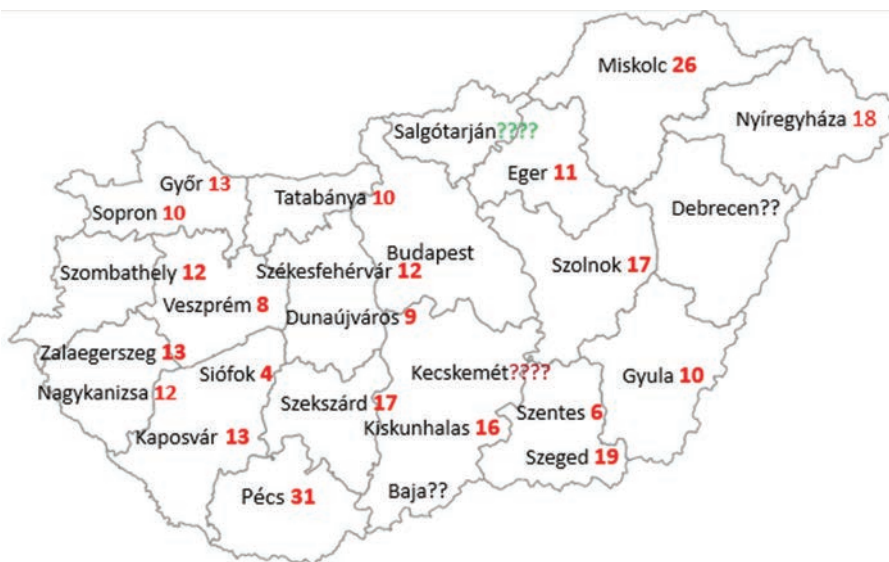 Miskolc 26
Nyíregyháza 18
Salgótarján????
Eger 11
Győr 13
Tatabánya 10
Sopron 10
Debrecen??
Budapest
Szolnok 17
Szombathely 12
Székesfehérvár 12
Veszprém 8
Dunaújváros 9
Zalaegerszeg 13
Siófok 4
Kecskemét????
Gyula 10
Nagykanizsa 12
Szekszárd 17
Szentes 6
Kaposvár 13
Kiskunhalas 16
Szeged 19
Pécs 31
Baja??